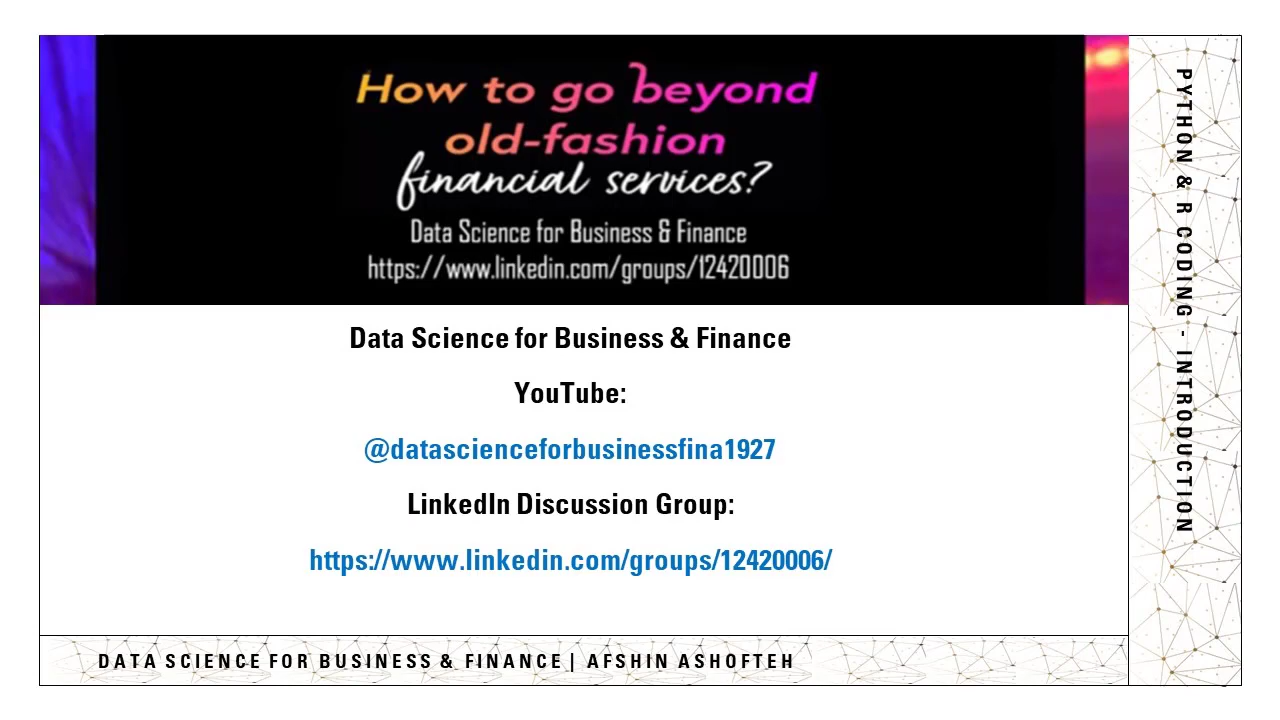 How to go beyond
old-fashion
financial services?
Data Science for Business & Finance
https://www.linkedin.com/groups/12420006
Data Science for Business & Finance
YouTube:
@datascienceforbusinessfina1927
LinkedIn Discussion Group:
https://www.linkedin.com/groups/12420006/
DATA SCIENCE FOR BUSINESS & FINANCE | AFSHIN ASHOFTEH
PYTHON & R CODING - INTRODUCTION